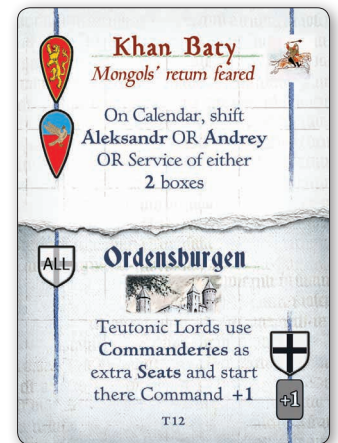 Khan Baty
Mongols' return feared
On Calendar, shift
Aleksandr OR Andrey
OR Service of either
2 boxes
ALL
Ordensburgen
Teutonic Lords use
Commanderies as
extra Seats and start
there Command +1
+1
T12